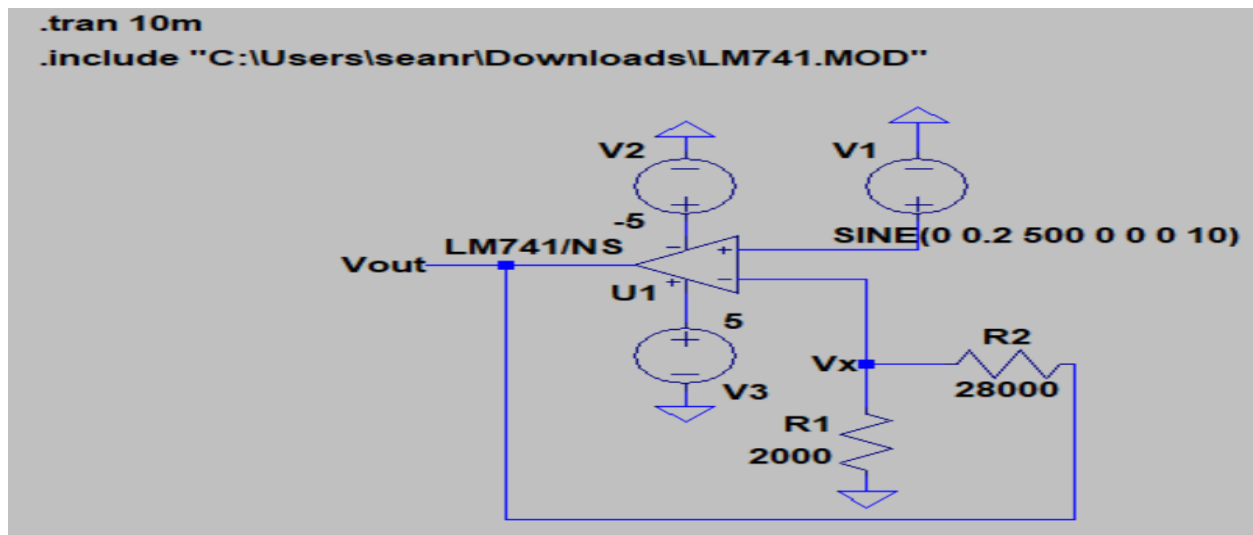 .tran 10m
.include "C:\Users\seanr\Downloads\LM741.MOD"
V2
V1
-5
SINE(0 0.2 500 0 0 0 10)
LM741/NS
Vout
U1
5
R2
Vx
28000
V3
R1
2000